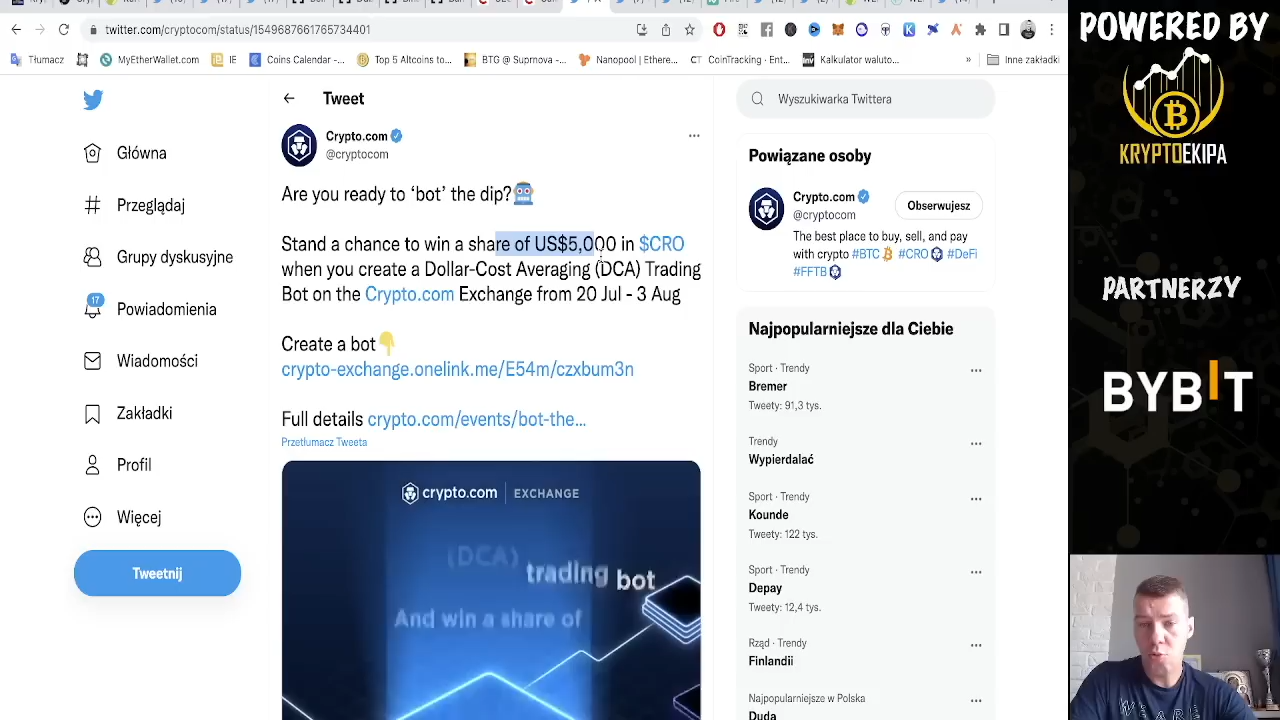 twitter.com/cryptocom/status/1549687661765734401
Tłumacz
MyEtherWallet.com
IE
Coins Calendar -...
Top 5 Altcoins to...
BTG @ Suprnova -...
Nanopool | Ethere...
CoinTracking · Ent...
Kalkulator waluto...
»
Inne zakładki
Główna
Przeglądaj
Grupy dyskusyjne
17
Powiadomienia
Wiadomości
Zakładki
Profil
Więcej
Tweetnij
Tweet
Crypto.com
@cryptocom
Are you ready to ‘bot’ the dip?🤖
Stand a chance to win a share of US$5,000 in $CRO
when you create a Dollar-Cost Averaging (DCA) Trading
Bot on the Crypto.com Exchange from 20 Jul - 3 Aug
Create a bot👇
crypto-exchange.onelink.me/E54m/czxbum3n
Full details crypto.com/events/bot-the...
Przetłumacz Tweeta
crypto.com | EXCHANGE
(DCA)
trading bot
And win a share of
Wyszukiwarka Twittera
Powiązane osoby
Crypto.com
@cryptocom
Obserwujesz
The best place to buy, sell, and pay
with crypto #BTC #CRO #DeFi
#FFTB
Najpopularniejsze dla Ciebie
Sport · Trendy
Bremer
Tweety: 91,3 tys.
Trendy
Wypierdalać
Sport · Trendy
Kounde
Tweety: 122 tys.
Sport · Trendy
Depay
Tweety: 12,4 tys.
Rząd · Trendy
Finlandii
Najpopularniejsze w Polska
Duda
POWERED BY
KRYPTOEKIPA
PARTNERZY
BYBIT
WE ARE